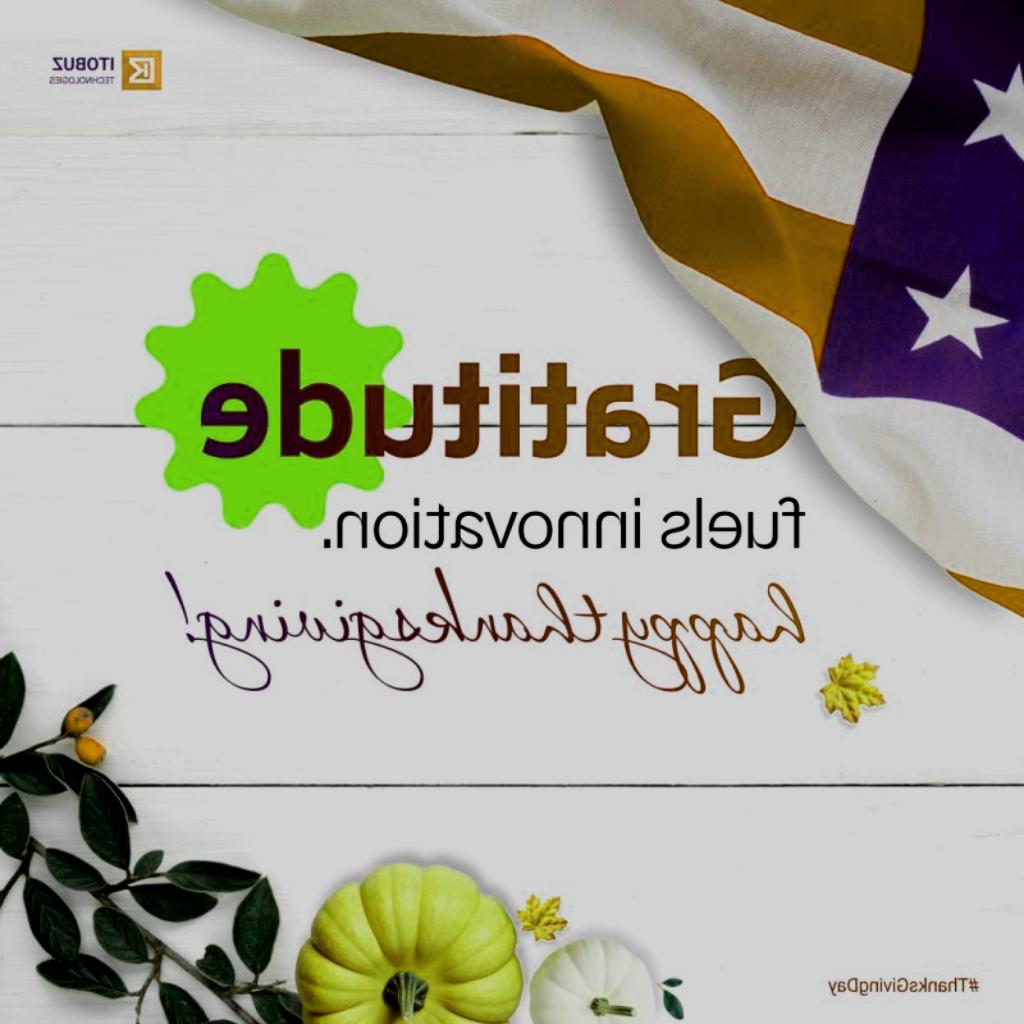 ITOBUZ
TECHNOLOGIES
Gratitude
fuels innovation.
happy thanksgiving!
#ThanksGivingDay